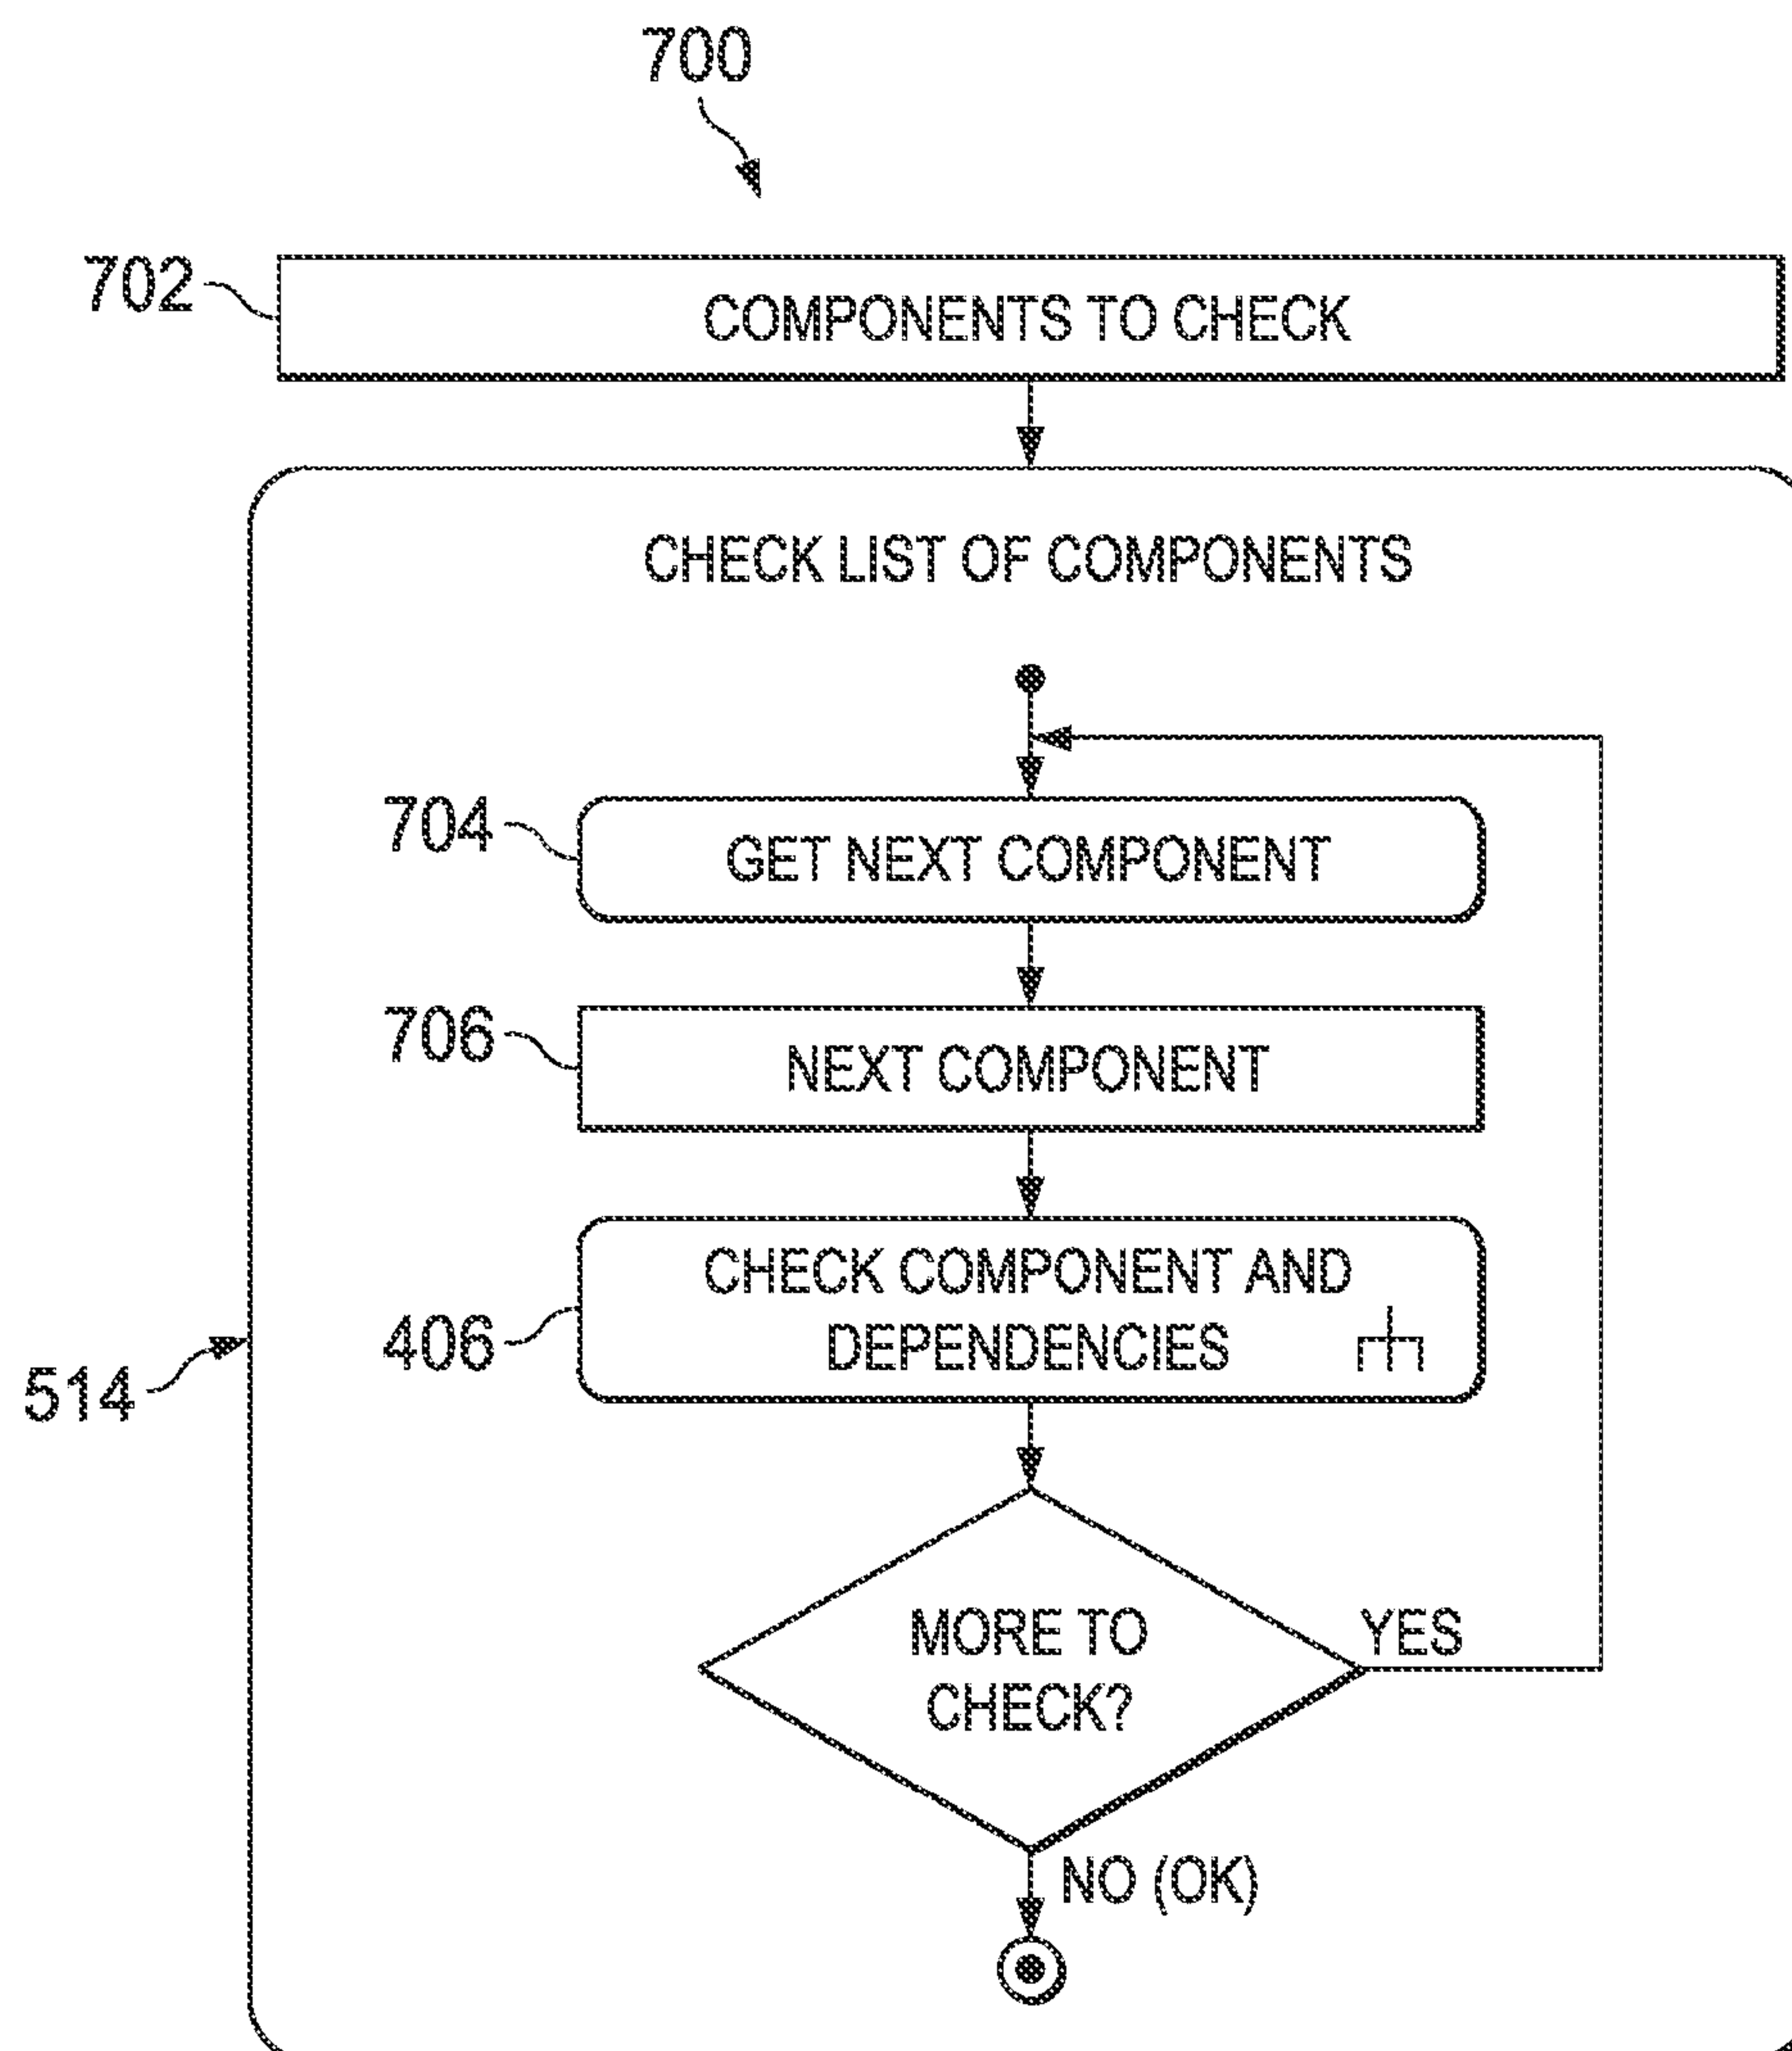 700
702
COMPONENTS TO CHECK
CHECK LIST OF COMPONENTS
704
GET NEXT COMPONENT
706
NEXT COMPONENT
406
CHECK COMPONENT AND
DEPENDENCIES
514
MORE TO
CHECK?
YES
NO (OK)